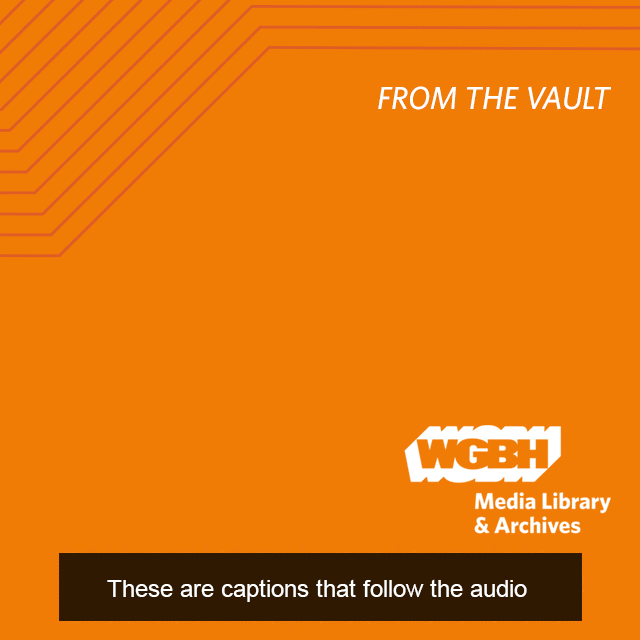 FROM THE VAULT
WGBH
Media Library
& Archives
These are captions that follow the audio